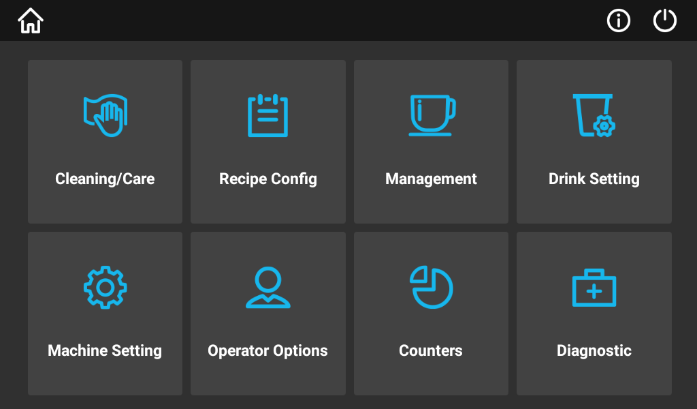 Cleaning/Care
Recipe Config
Management
Drink Setting
Machine Setting
Operator Options
Counters
Diagnostic